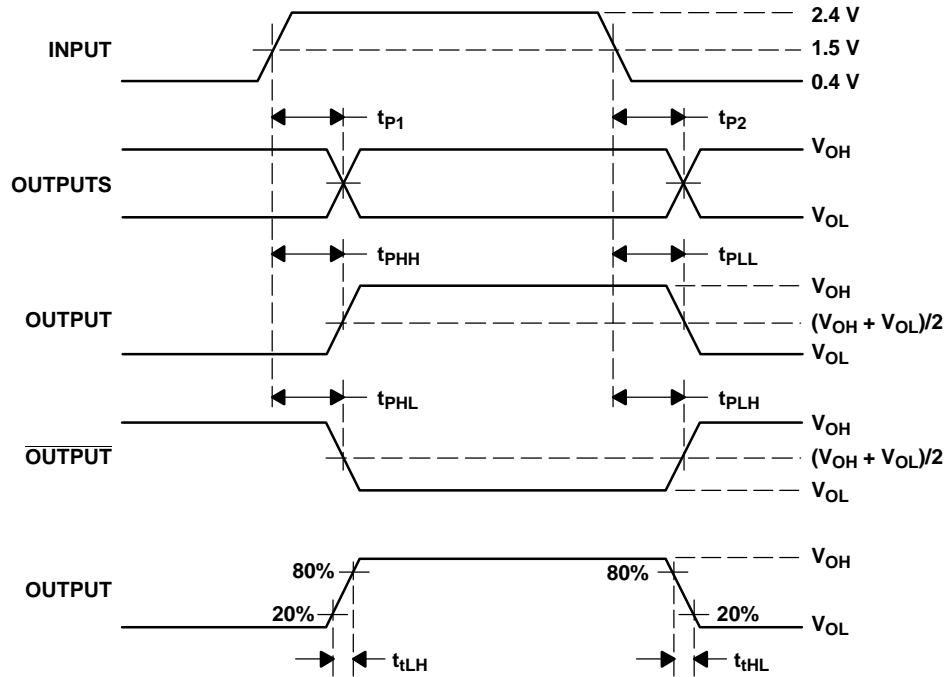 2.4 V
INPUT
1.5 V
0.4 V
tP1
tP2
VOH
OUTPUTS
VOL
tPHH
tPLL
VOH
OUTPUT
(VOH + VOL)/2
VOL
tPHL
tPLH
VOH
OUTPUT
(VOH + VOL)/2
VOL
VOH
80%
80%
OUTPUT
20%
20%
VOL
ttLH
ttHL